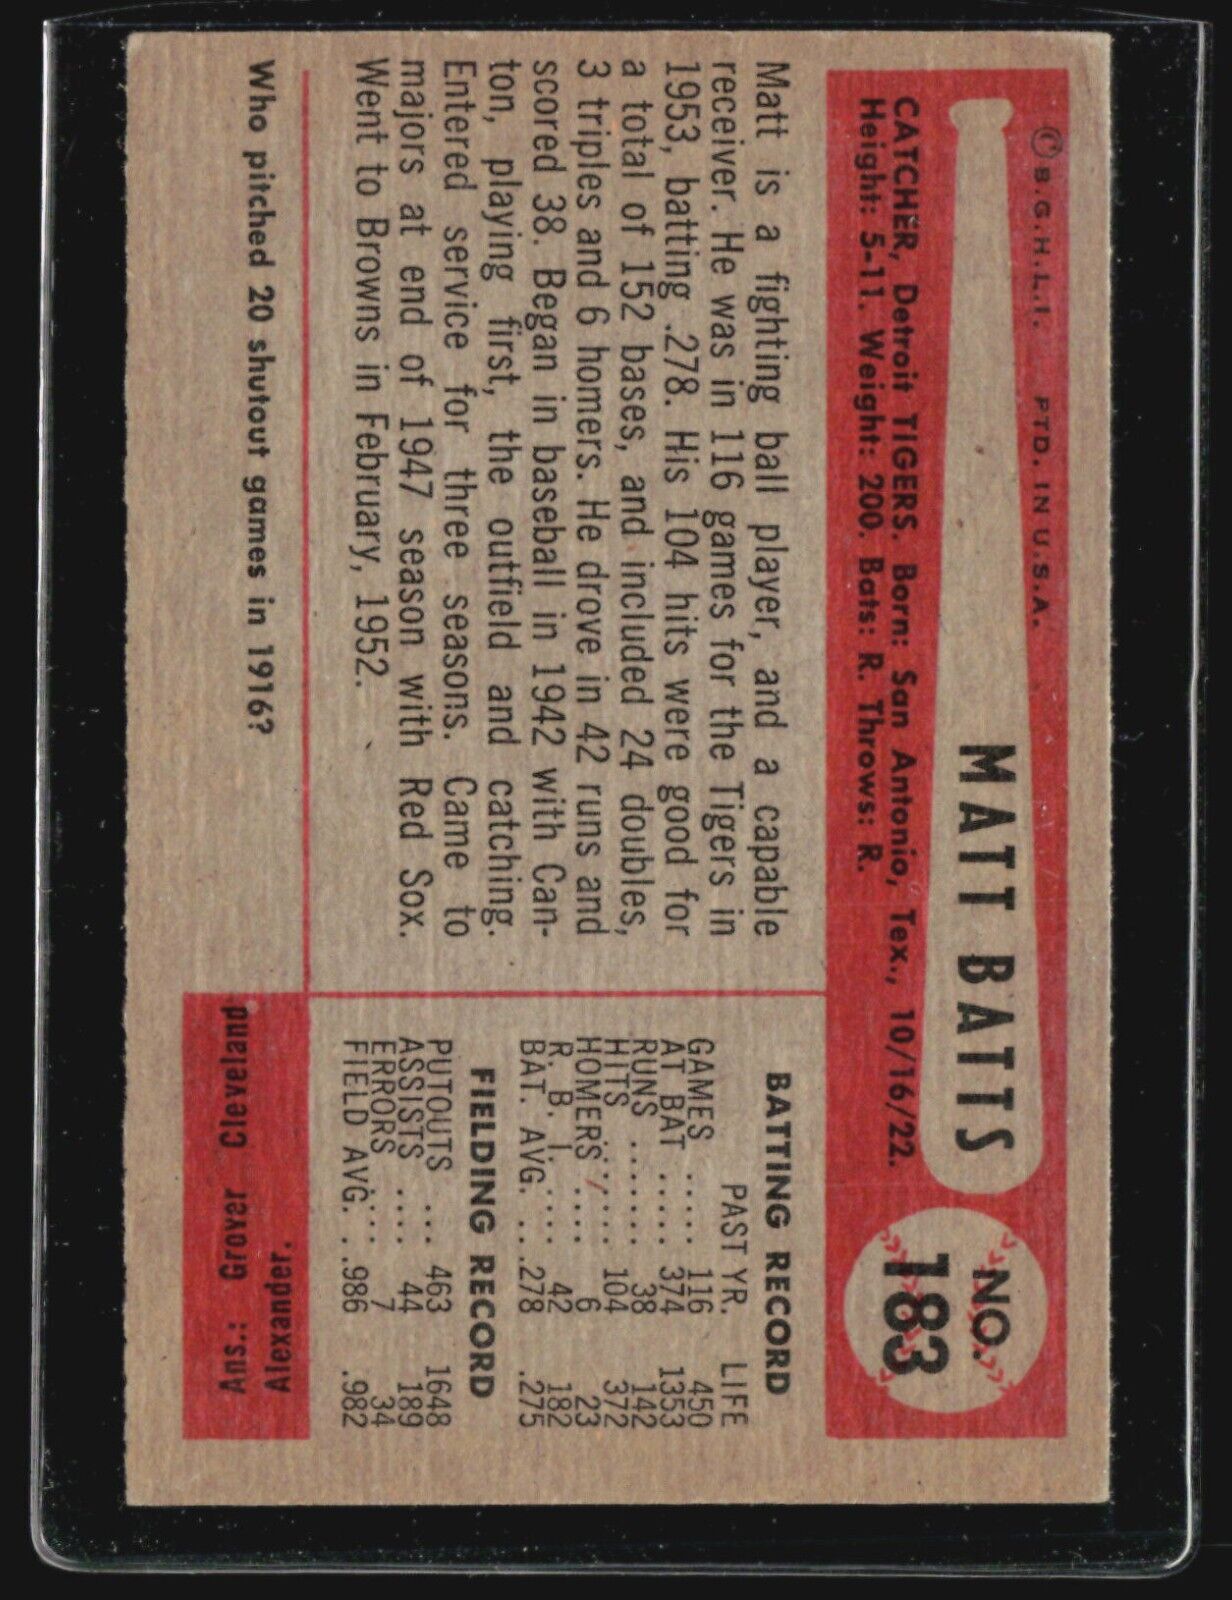 © B.G.H.L.I. PTD. IN U.S.A.
MATT BATTS
NO.
183
CATCHER, Detroit TIGERS. Born: San Antonio, Tex., 10/16/22.
Height: 5-11. Weight: 200. Bats: R. Throws: R.
Matt is a fighting ball player, and a capable
receiver. He was in 116 games for the Tigers in
1953, batting .278. His 104 hits were good for
a total of 152 bases, and included 24 doubles,
3 triples and 6 homers. He drove in 42 runs and
scored 38. Began in baseball in 1942 with Can-
ton, playing first, the outfield and catching.
Entered service for three seasons. Came to
majors at end of 1947 season with Red Sox.
Went to Browns in February, 1952.
BATTING RECORD
PAST YR. LIFE
GAMES ..... 116 450
AT BAT ..... 374 1353
RUNS ....... 38 142
HITS ....... 104 372
HOMERS .... 6 23
R. B. I. .... 42 182
BAT. AVG. ... .278 .275
FIELDING RECORD
PUTOUTS ... 463 1648
ASSISTS .... 44 189
ERRORS .... 7 34
FIELD AVG. .. .986 .982
Who pitched 20 shutout games in 1916?
Ans.: Grover Cleveland
Alexander.